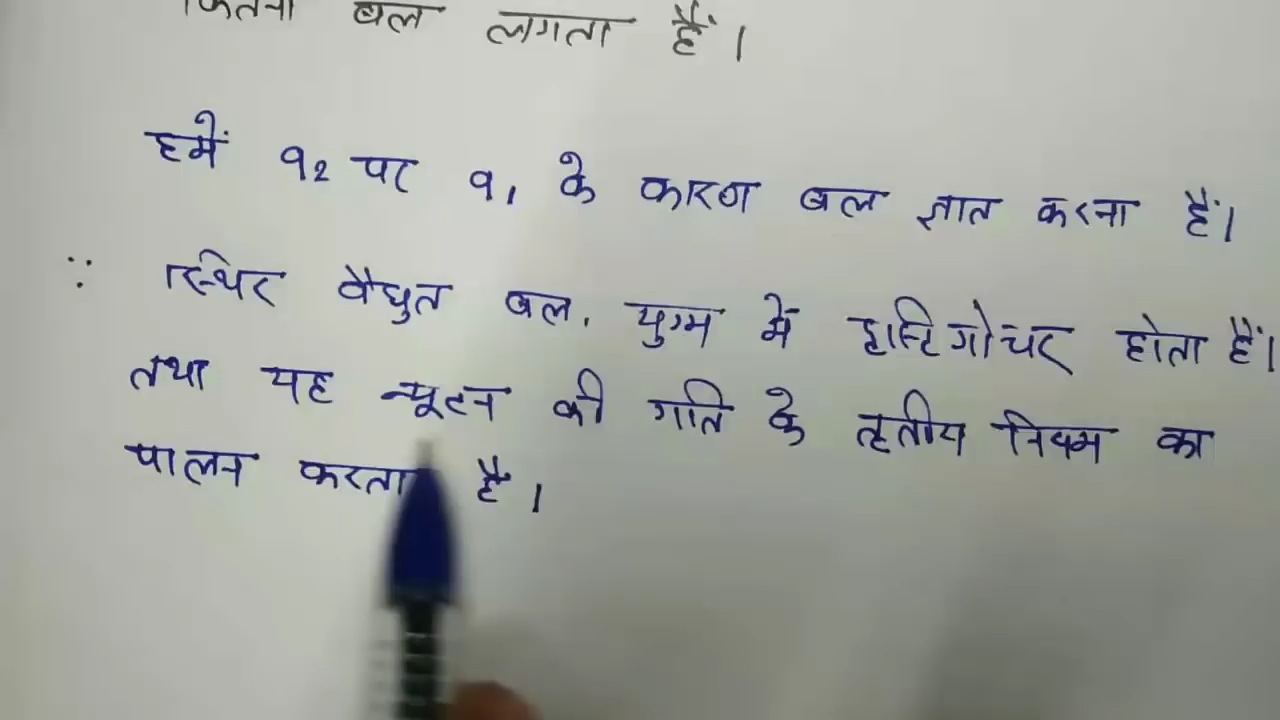 कितना बल लगता हैं।
हमें q₂ पर q₁ के कारण बल ज्ञात करना हैं।
∵ स्थिर वैधुत बल, युग्म में दृष्टिगोचर होता हैं।
तथा यह न्यूटन की गति के तृतीय नियम का
पालन करता हैं।